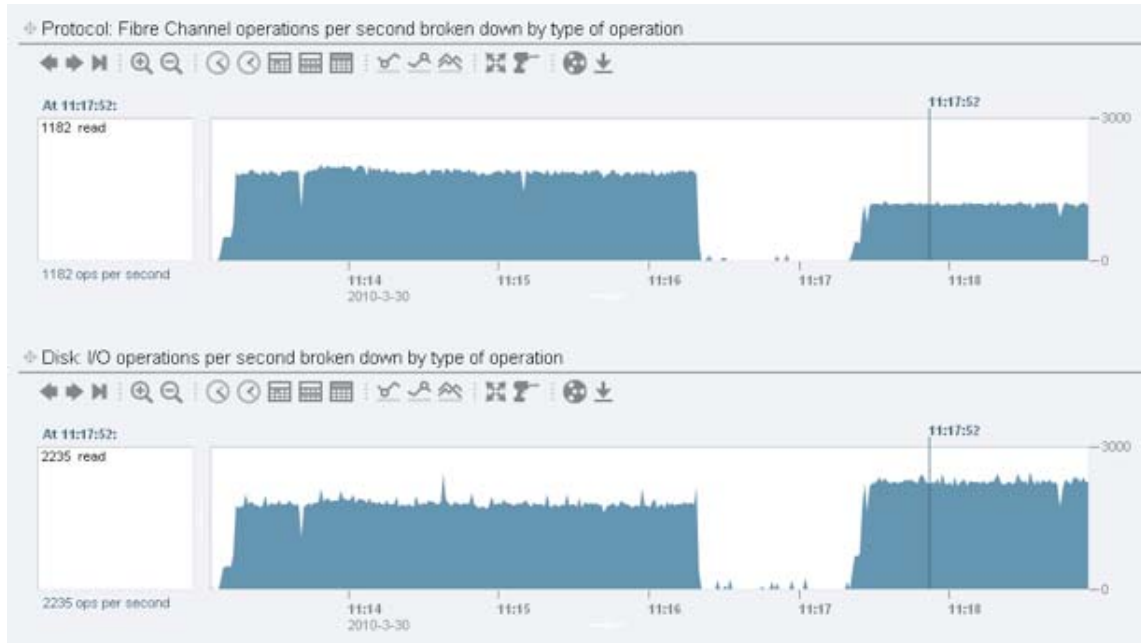 Protocol: Fibre Channel operations per second broken down by type of operation
At 11:17:52:
11:17:52
1182 read
3000
1182 ops per second
0
11:14
11:15
11:16
11:17
11:18
2010-3-30
Disk: I/O operations per second broken down by type of operation
At 11:17:52:
11:17:52
2235 read
3000
2235 ops per second
0
11:14
11:15
11:16
11:17
11:18
2010-3-30